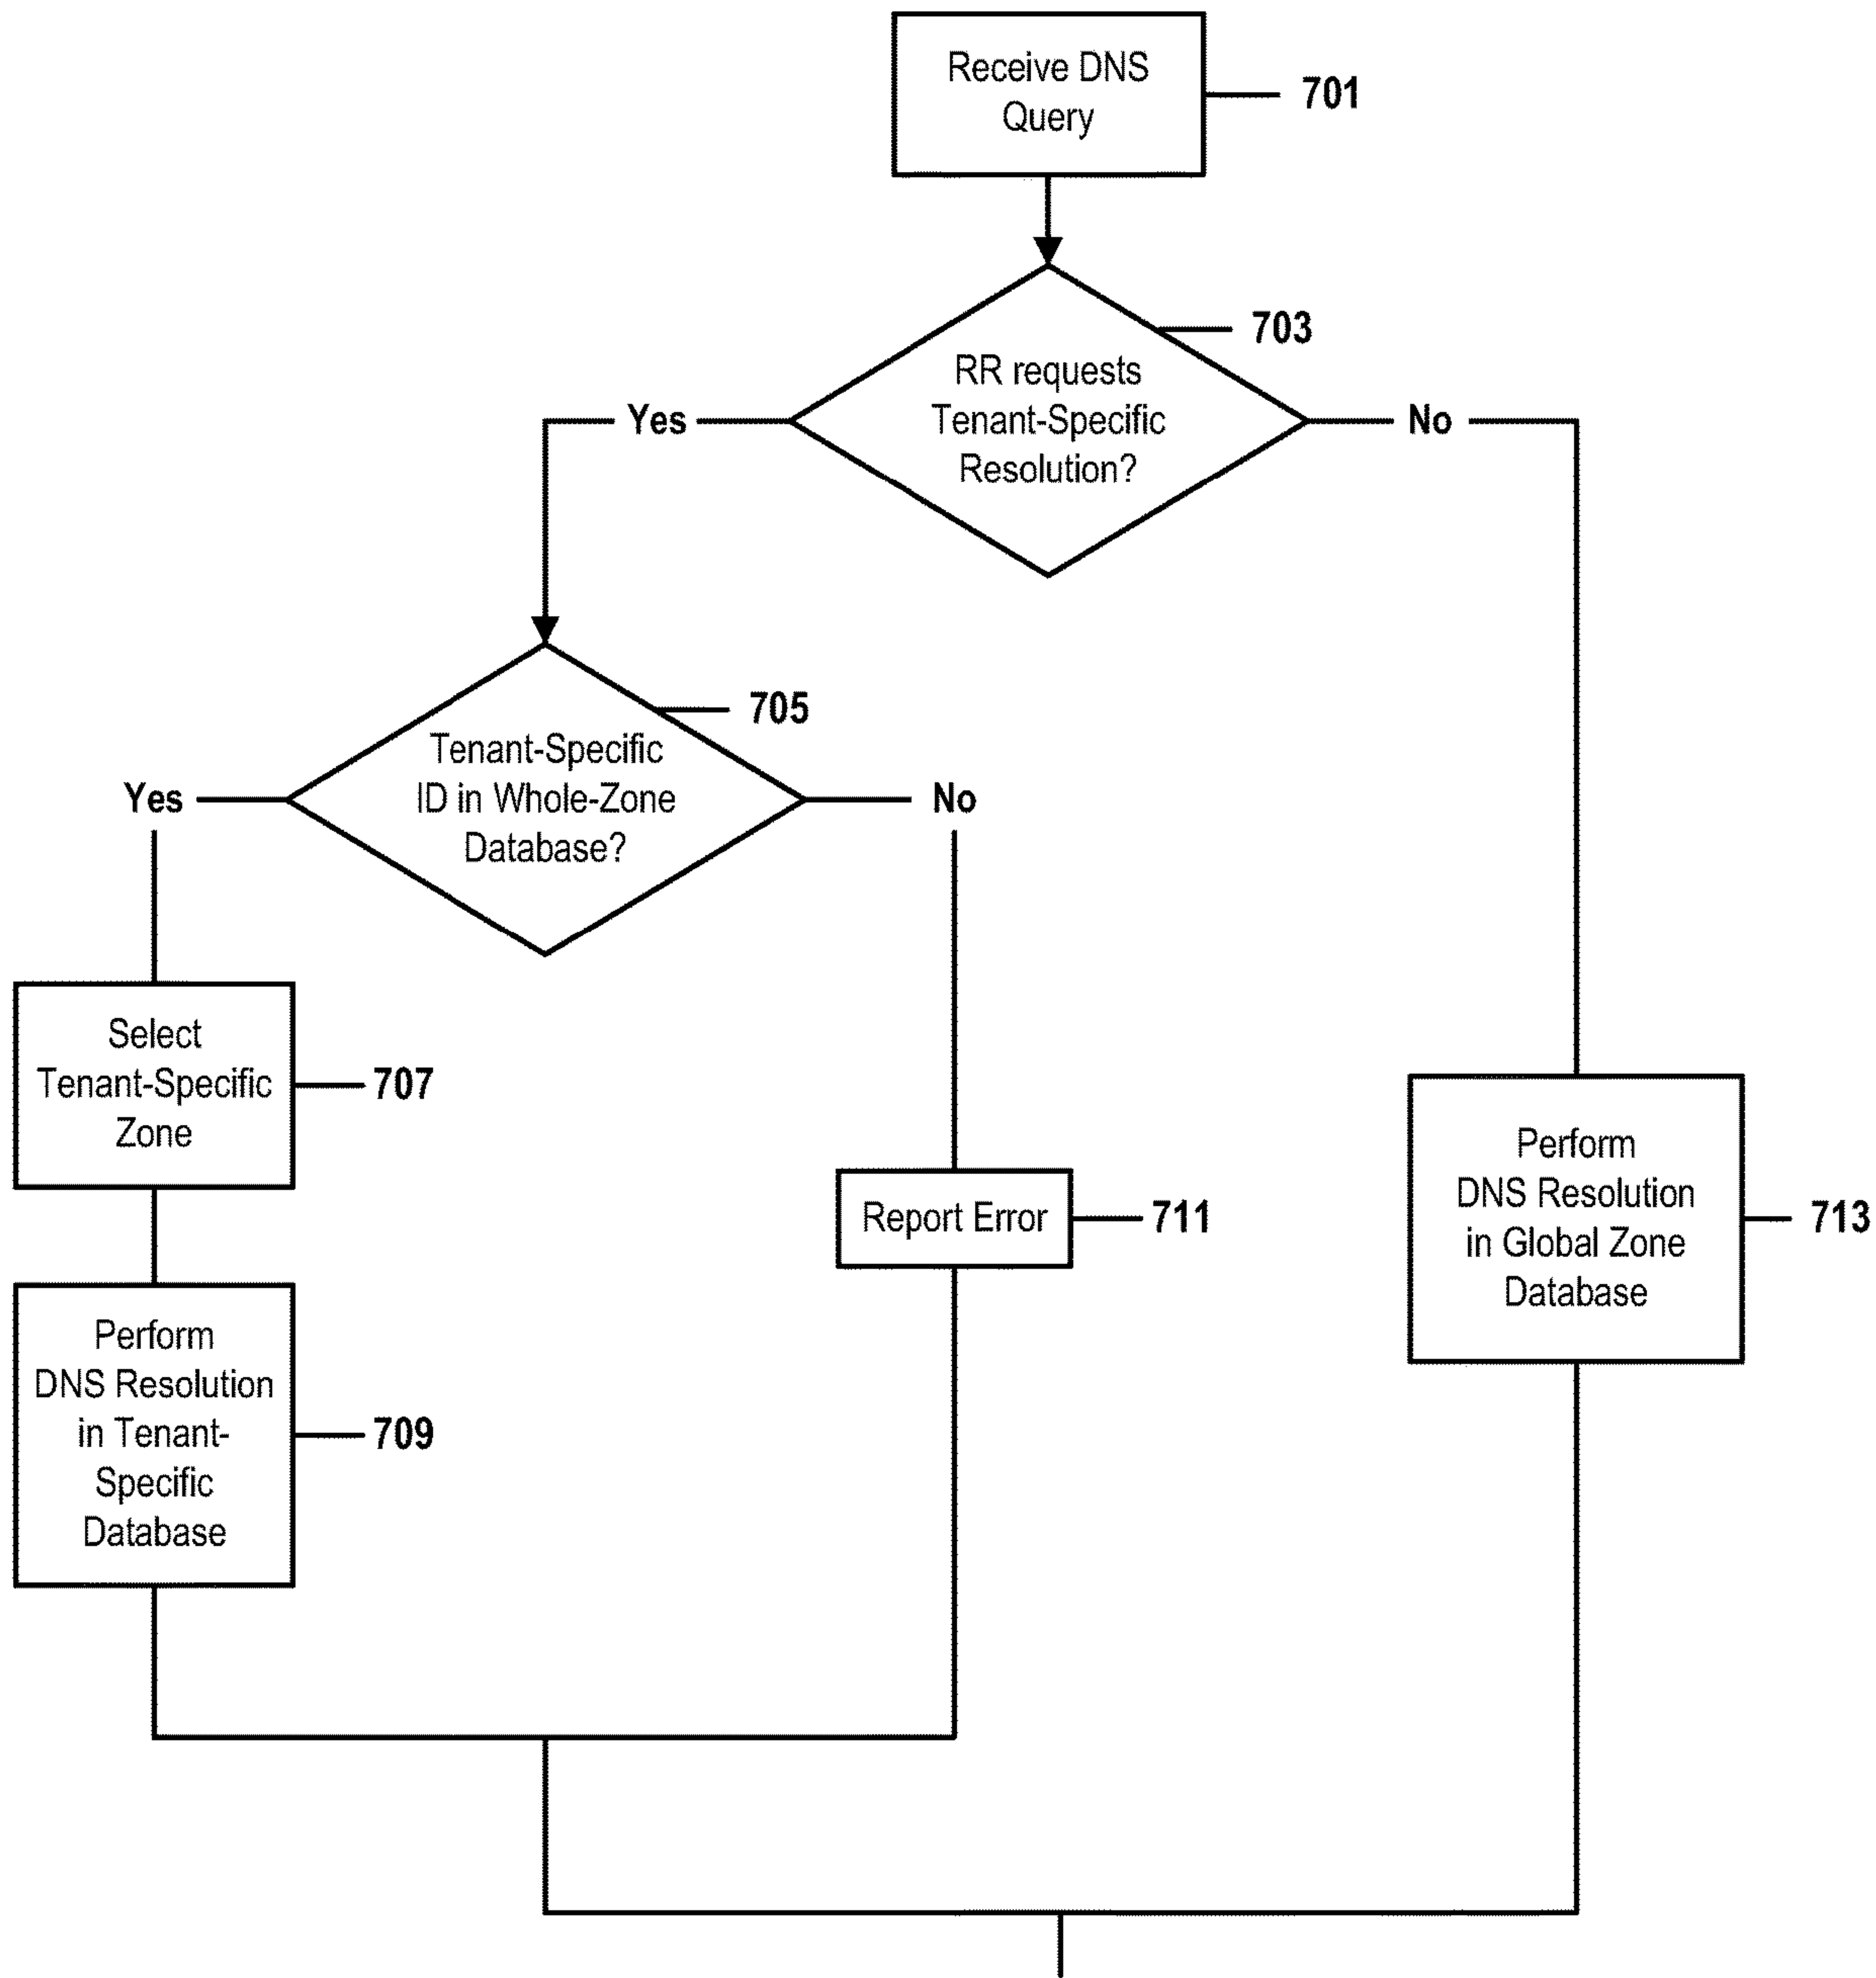 Receive DNS
Query
701
703
RR requests
Tenant-Specific
Resolution?
Yes
No
705
Tenant-Specific
ID in Whole-Zone
Database?
Yes
No
Select
Tenant-Specific
Zone
707
Perform
DNS Resolution
in Tenant-
Specific
Database
709
Report Error
711
Perform
DNS Resolution
in Global Zone
Database
713